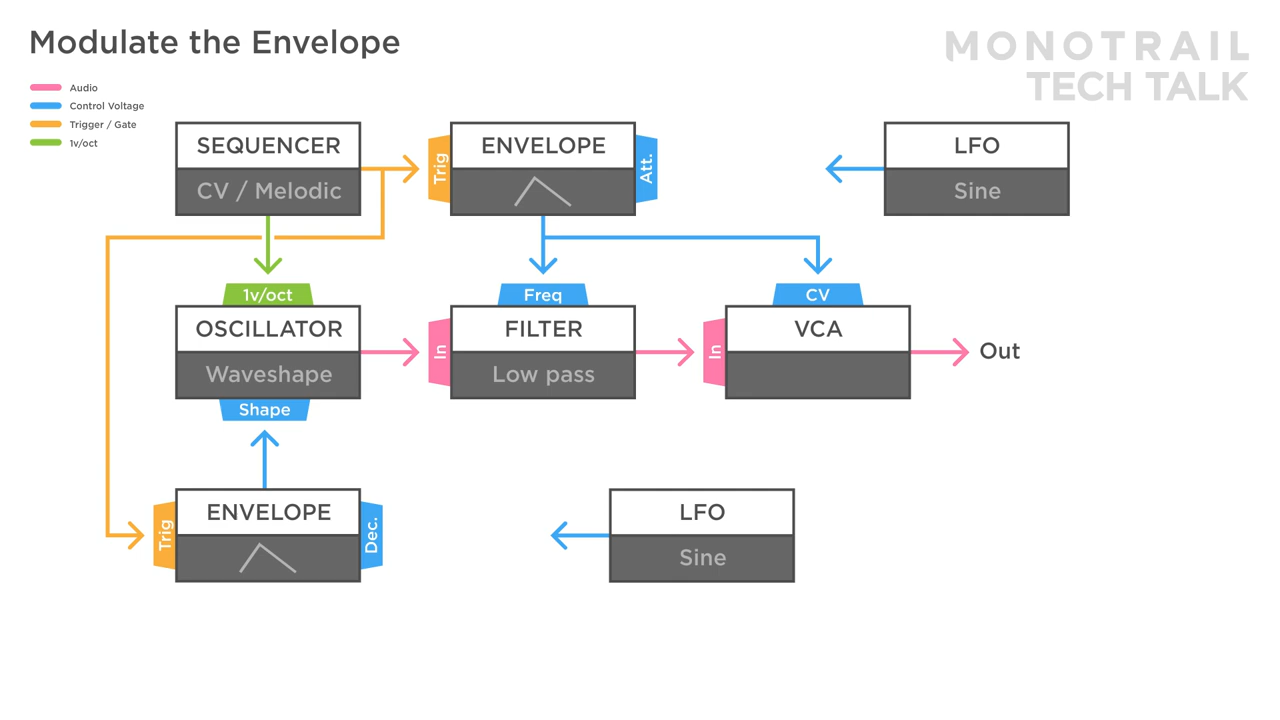 Modulate the Envelope
MONOTRAIL
TECH TALK
Audio
Control Voltage
Trigger / Gate
1v/oct
SEQUENCER
CV / Melodic
Trig
ENVELOPE
Att.
LFO
Sine
1v/oct
OSCILLATOR
Waveshape
Shape
In
Freq
FILTER
Low pass
In
CV
VCA
Out
Trig
ENVELOPE
Dec.
LFO
Sine